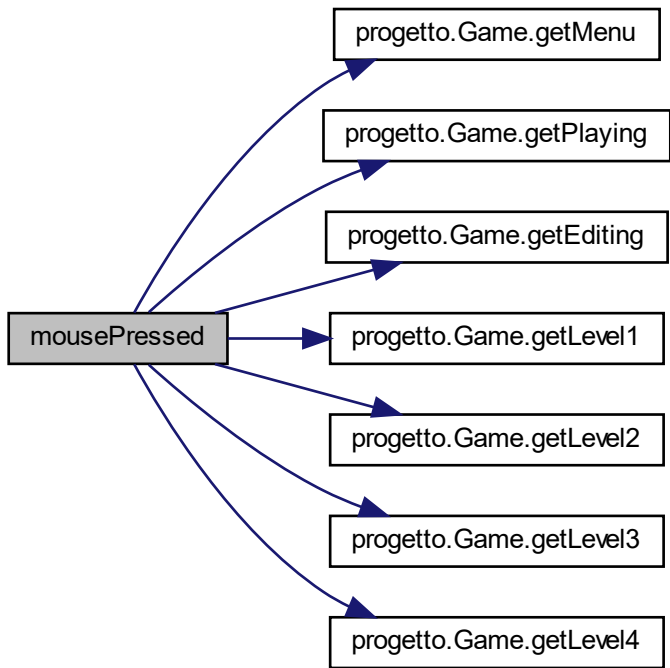 progetto.Game.getMenu
progetto.Game.getPlaying
progetto.Game.getEditing
mousePressed
progetto.Game.getLevel1
progetto.Game.getLevel2
progetto.Game.getLevel3
progetto.Game.getLevel4